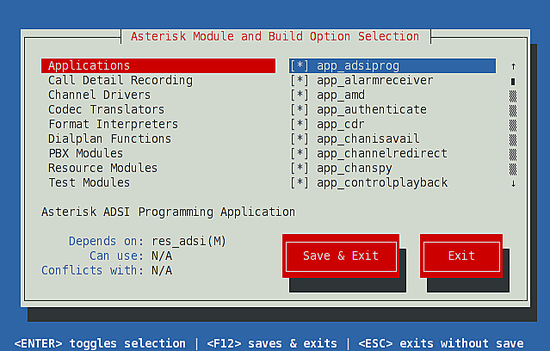 Asterisk Module and Build Option Selection
Applications [*] app_adsiprog ↑
Call Detail Recording [*] app_alarmreceiver
Channel Drivers [*] app_amd
Codec Translators [*] app_authenticate
Format Interpreters [*] app_cdr
Dialplan Functions [*] app_chanisavail
PBX Modules [*] app_channelredirect
Resource Modules [*] app_chanspy
Test Modules [*] app_controlplayback ↓
Asterisk ADSI Programming Application
Depends on: res_adsi(M)
Can use: N/A
Conflicts with: N/A
Save & Exit Exit
<ENTER> toggles selection | <F12> saves & exits | <ESC> exits without save